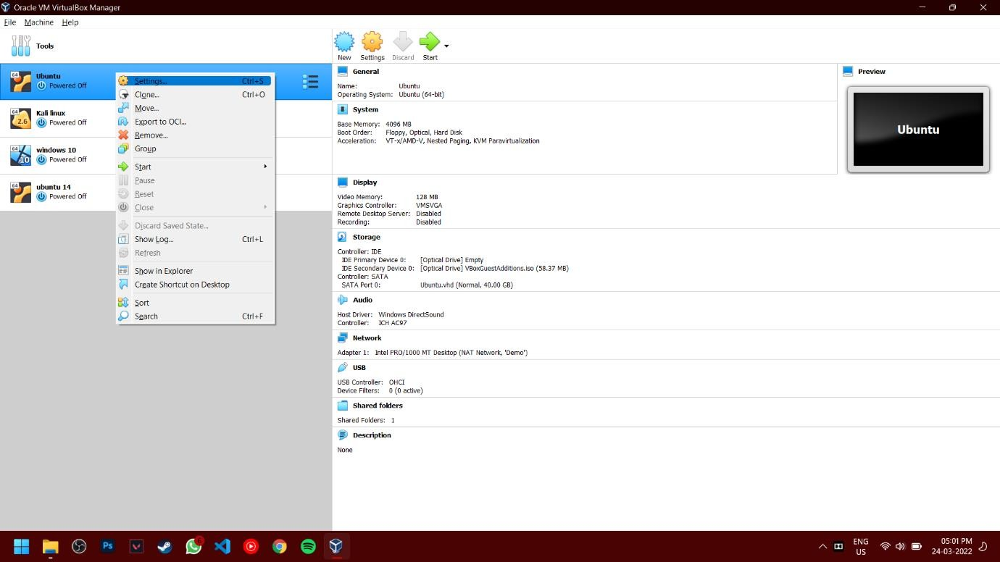 Oracle VM VirtualBox Manager
File Machine Help
Tools
New Settings Discard Start
64 Ubuntu
Powered Off
64 2.6 Kali linux
Powered Off
64 10 windows 10
Powered Off
64 ubuntu 14
Powered Off
Settings... Ctrl+S
Clone... Ctrl+O
Move...
Export to OCI...
Remove...
Group
Start
Pause
Reset
Close
Discard Saved State...
Show Log... Ctrl+L
Refresh
Show in Explorer
Create Shortcut on Desktop
Sort
Search Ctrl+F
General
Name: Ubuntu
Operating System: Ubuntu (64-bit)
System
Base Memory: 4096 MB
Boot Order: Floppy, Optical, Hard Disk
Acceleration: VT-x/AMD-V, Nested Paging, KVM Paravirtualization
Preview
Ubuntu
Display
Video Memory: 128 MB
Graphics Controller: VMSVGA
Remote Desktop Server: Disabled
Recording: Disabled
Storage
Controller: IDE
IDE Primary Device 0: [Optical Drive] Empty
IDE Secondary Device 0: [Optical Drive] VBoxGuestAdditions.iso (58.37 MB)
Controller: SATA
SATA Port 0: Ubuntu.vhd (Normal, 40.00 GB)
Audio
Host Driver: Windows DirectSound
Controller: ICH AC97
Network
Adapter 1: Intel PRO/1000 MT Desktop (NAT Network, 'Demo')
USB
USB Controller: OHCI
Device Filters: 0 (0 active)
Shared folders
Shared Folders: 1
Description
None
Ps
6
ENG
US
05:01 PM
24-03-2022